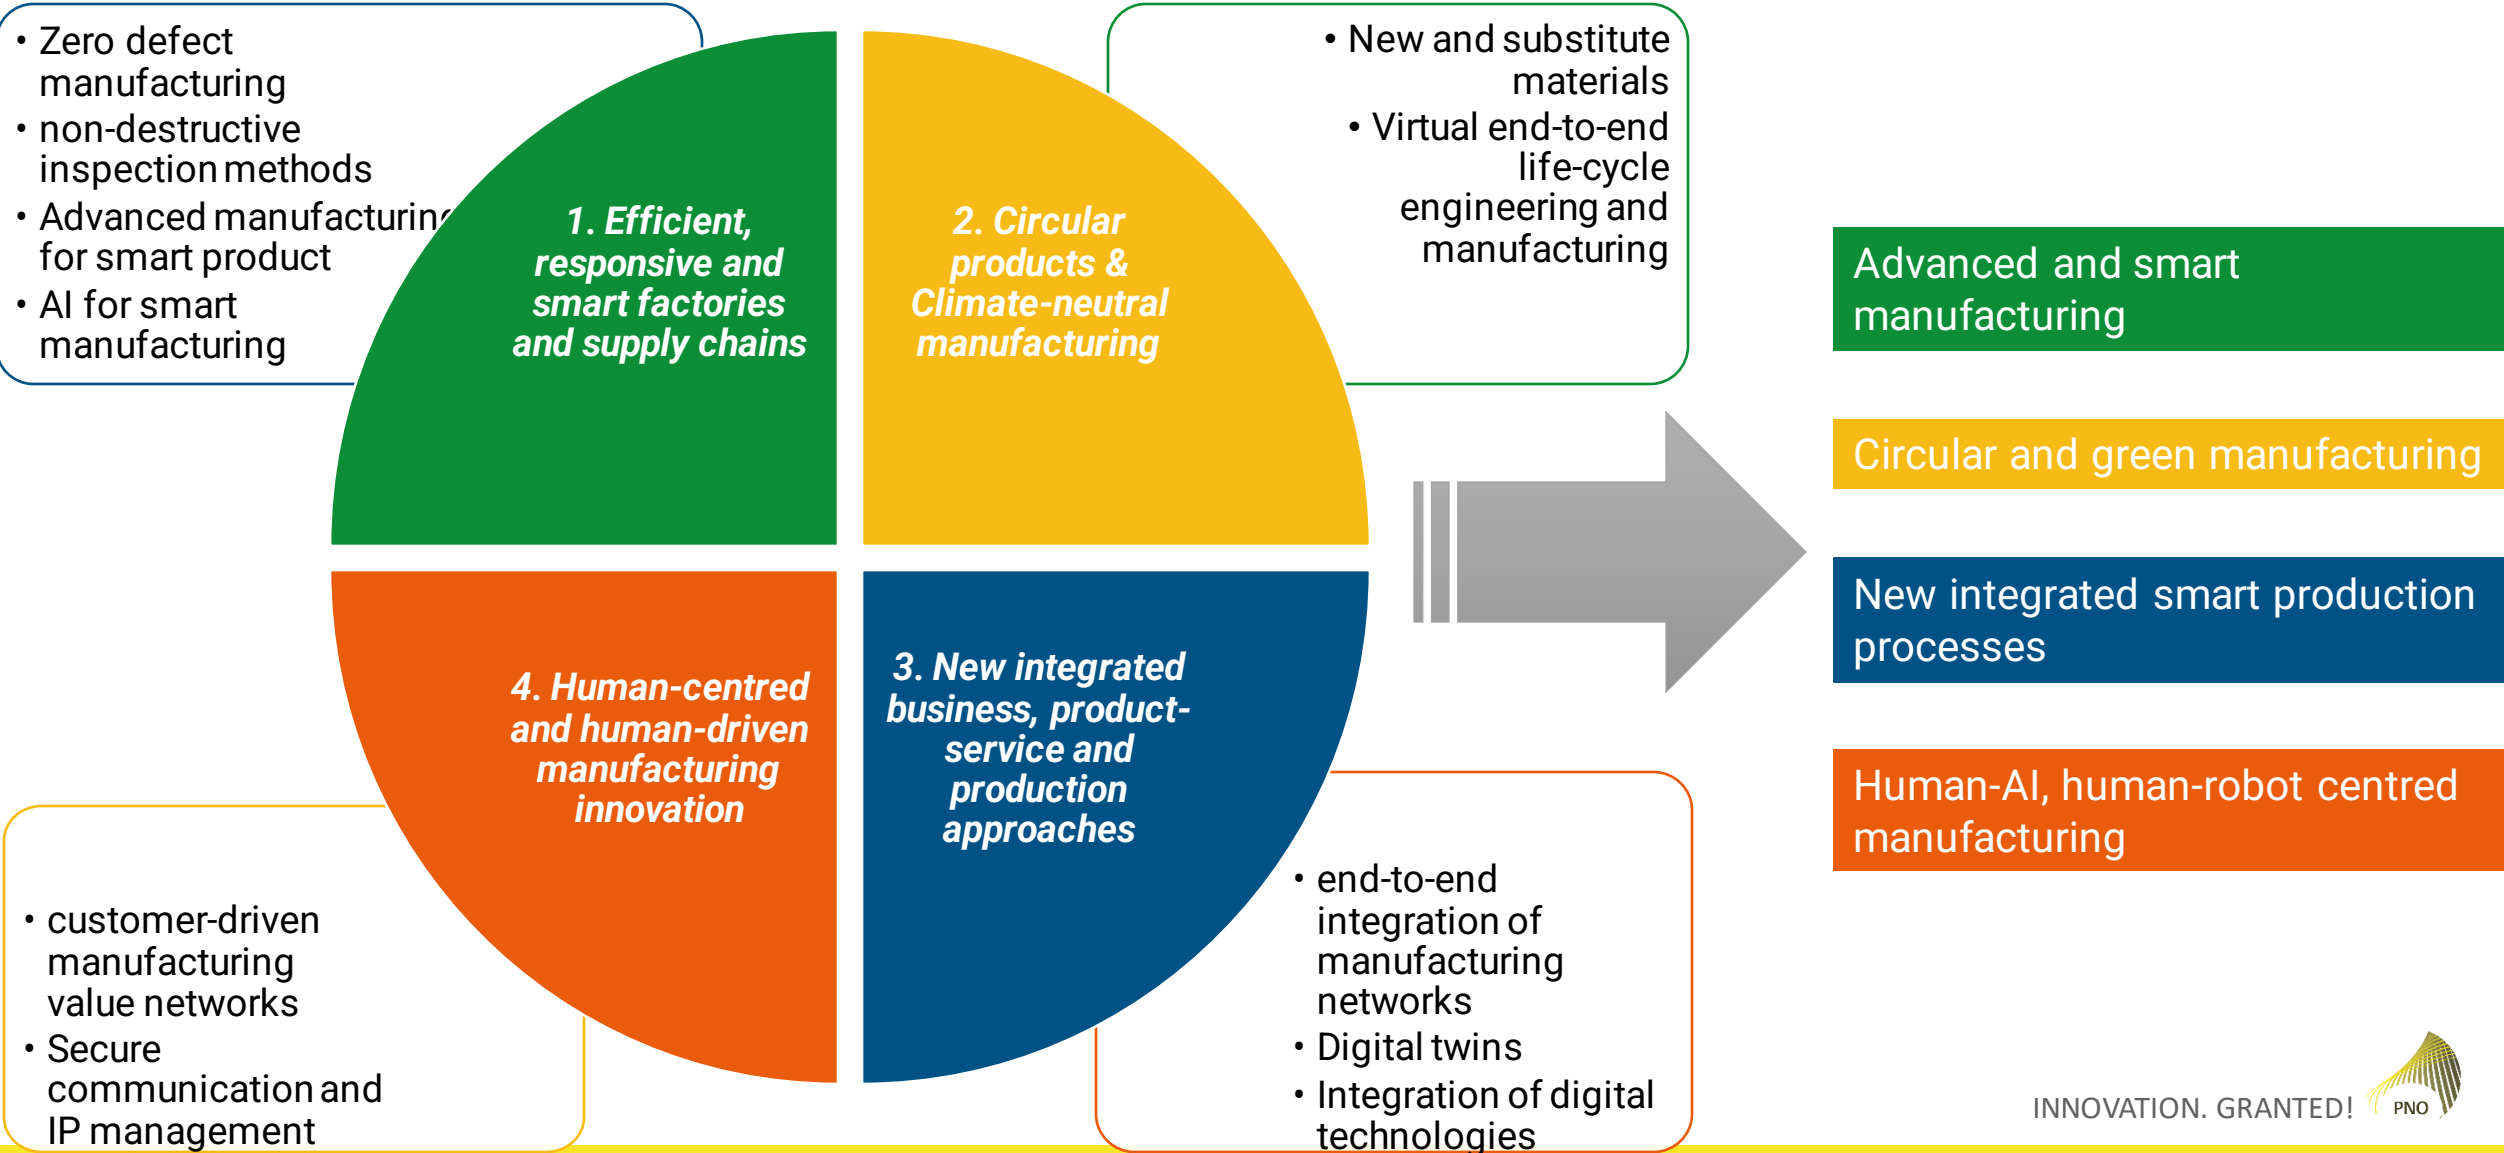 • Zero defect
manufacturing
• non-destructive
inspection methods
• Advanced manufacturing
for smart product
• AI for smart
manufacturing
1. Efficient,
responsive and
smart factories
and supply chains
2. Circular
products &
Climate-neutral
manufacturing
• New and substitute
materials
• Virtual end-to-end
life-cycle
engineering and
manufacturing
4. Human-centred
and human-driven
manufacturing
innovation
3. New integrated
business, product-
service and
production
approaches
• customer-driven
manufacturing
value networks
• Secure
communication and
IP management
• end-to-end
integration of
manufacturing
networks
• Digital twins
• Integration of digital
technologies
Advanced and smart
manufacturing
Circular and green manufacturing
New integrated smart production
processes
Human-AI, human-robot centred
manufacturing
INNOVATION. GRANTED!
PNO